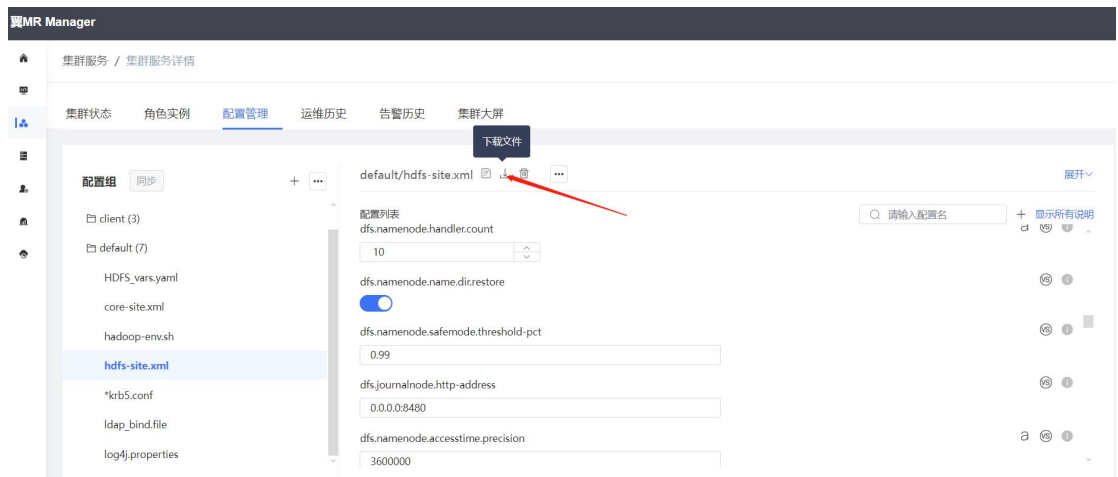 翼MR Manager
集群服务 / 集群服务详情
集群状态 角色实例 配置管理 运维历史 告警历史 集群大屏
下载文件
配置组 同步
default/hdfs-site.xml
展开
client (3)
default (7)
HDFS_vars.yaml
core-site.xml
hadoop-env.sh
hdfs-site.xml
*krb5.conf
ldap_bind.file
log4j.properties
配置列表
请输入配置名
显示所有说明
dfs.namenode.handler.count
a VS
10
dfs.namenode.name.dir.restore
VS
dfs.namenode.safemode.threshold-pct
VS
0.99
dfs.journalnode.http-address
VS
0.0.0.0:8480
dfs.namenode.accesstime.precision
a VS
3600000